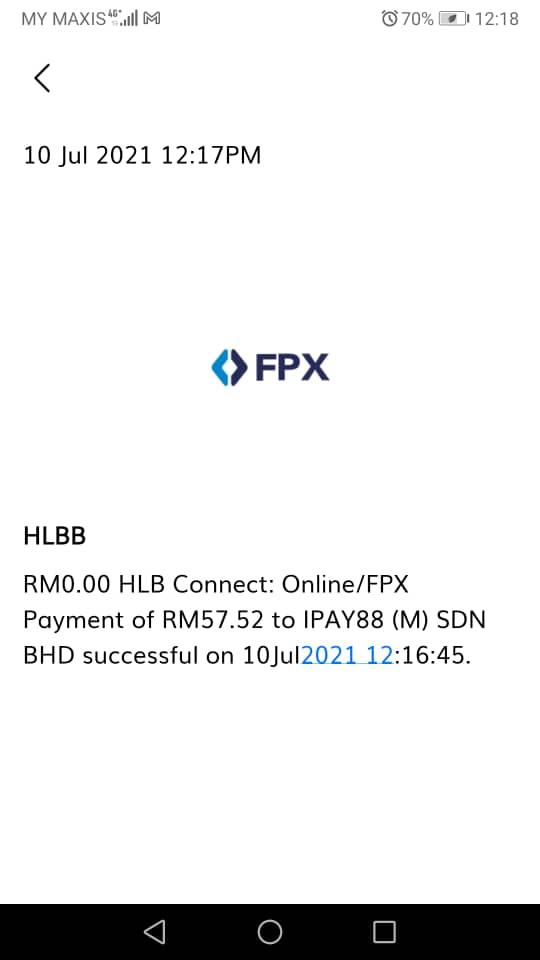 MY MAXIS 4G+ 70% 12:18
10 Jul 2021 12:17PM
FPX
HLBB
RM0.00 HLB Connect: Online/FPX
Payment of RM57.52 to IPAY88 (M) SDN
BHD successful on 10Jul2021 12:16:45.